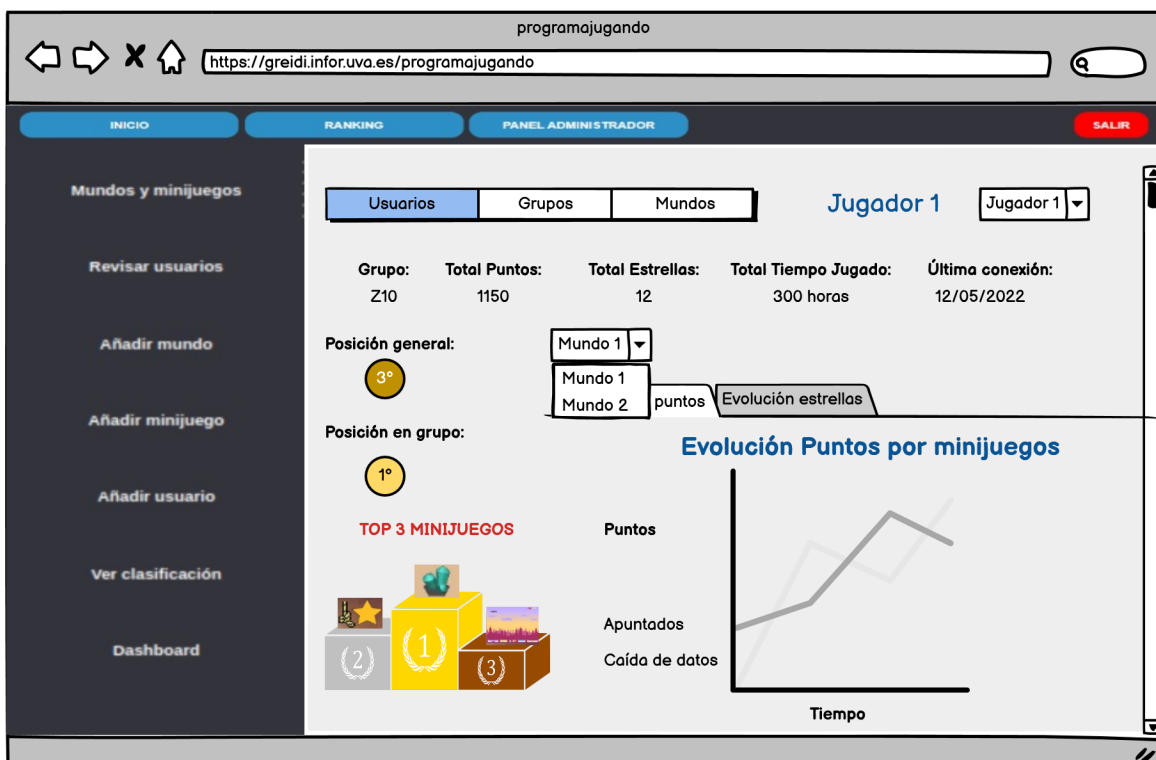 programajugando
https://greidi.infor.uva.es/programajugando
INICIO RANKING PANEL ADMINISTRADOR SALIR
Mundos y minijuegos
Revisar usuarios
Añadir mundo
Añadir minijuego
Añadir usuario
Ver clasificación
Dashboard
Usuarios Grupos Mundos Jugador 1 Jugador 1
Grupo: Total Puntos: Total Estrellas: Total Tiempo Jugado: Última conexión:
Z10 1150 12 300 horas 12/05/2022
Posición general: Mundo 1
3º
Mundo 1
Mundo 2
puntos Evolución estrellas
Posición en grupo:
1º
Evolución Puntos por minijuegos
TOP 3 MINIJUEGOS
(2) (1) (3)
Puntos
Apuntados
Caída de datos
Tiempo